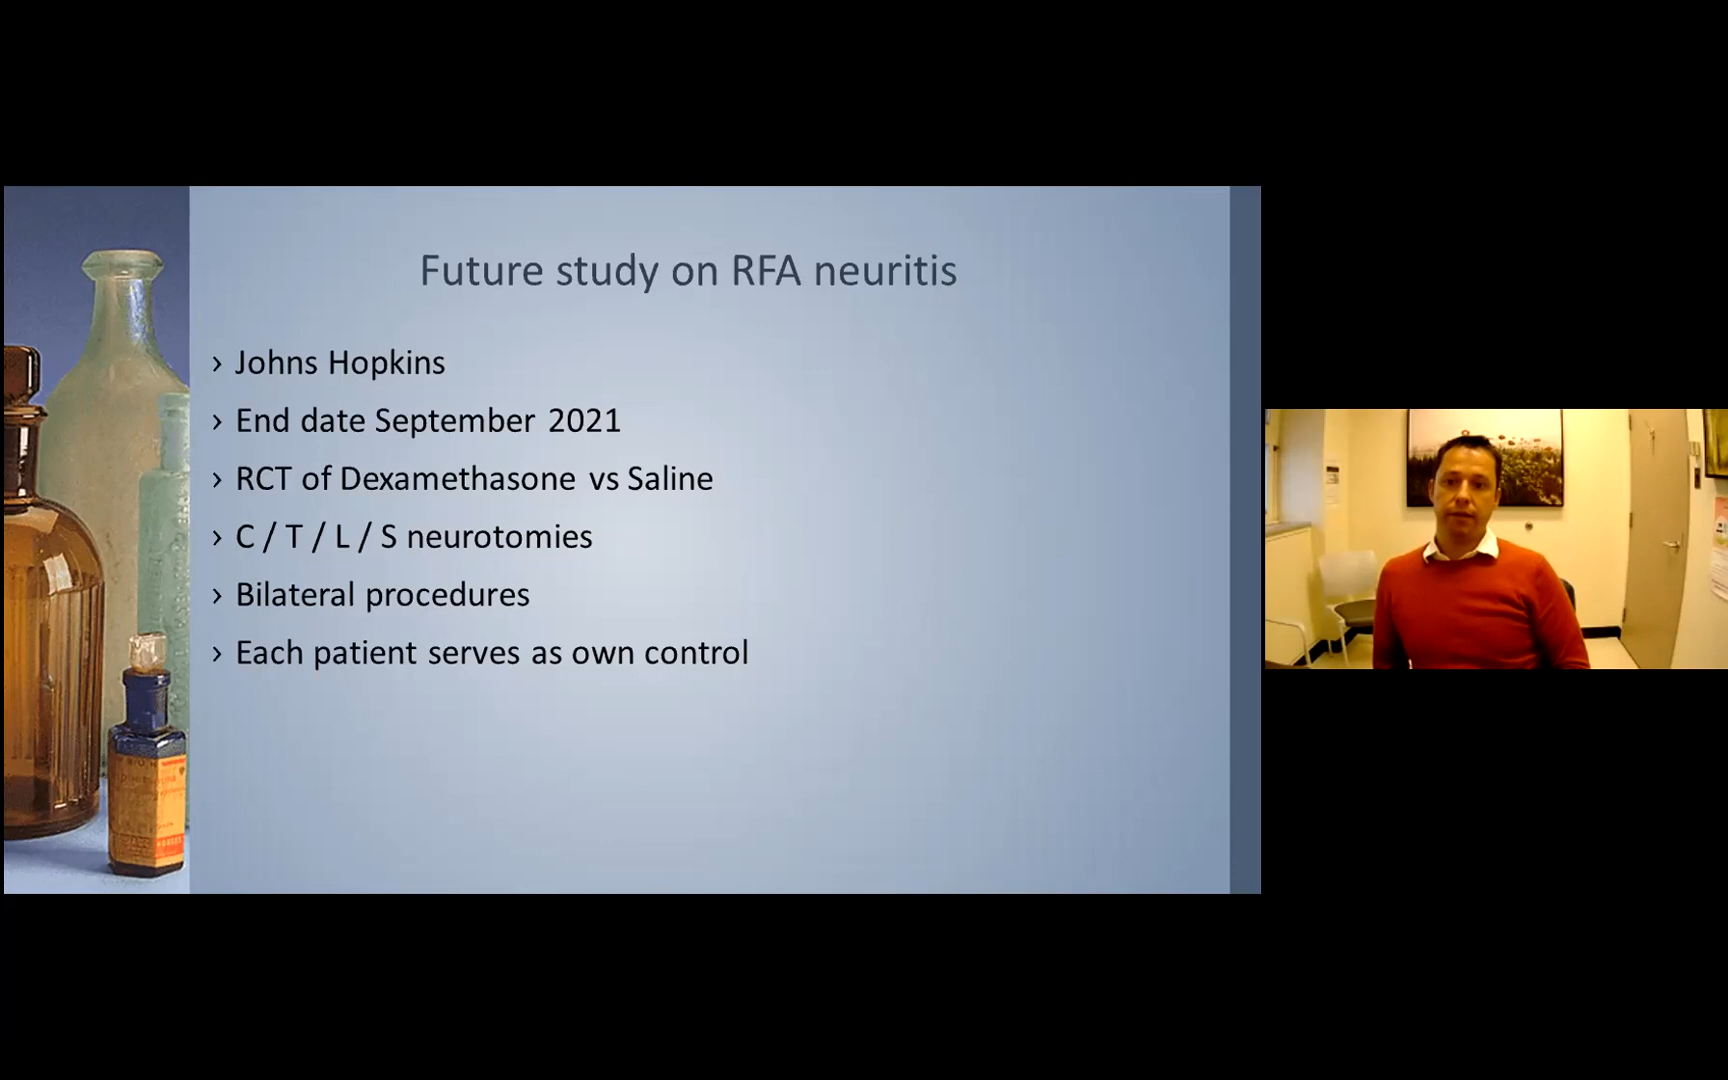 Future study on RFA neuritis
› Johns Hopkins
› End date September 2021
› RCT of Dexamethasone vs Saline
› C / T / L / S neurotomies
› Bilateral procedures
› Each patient serves as own control